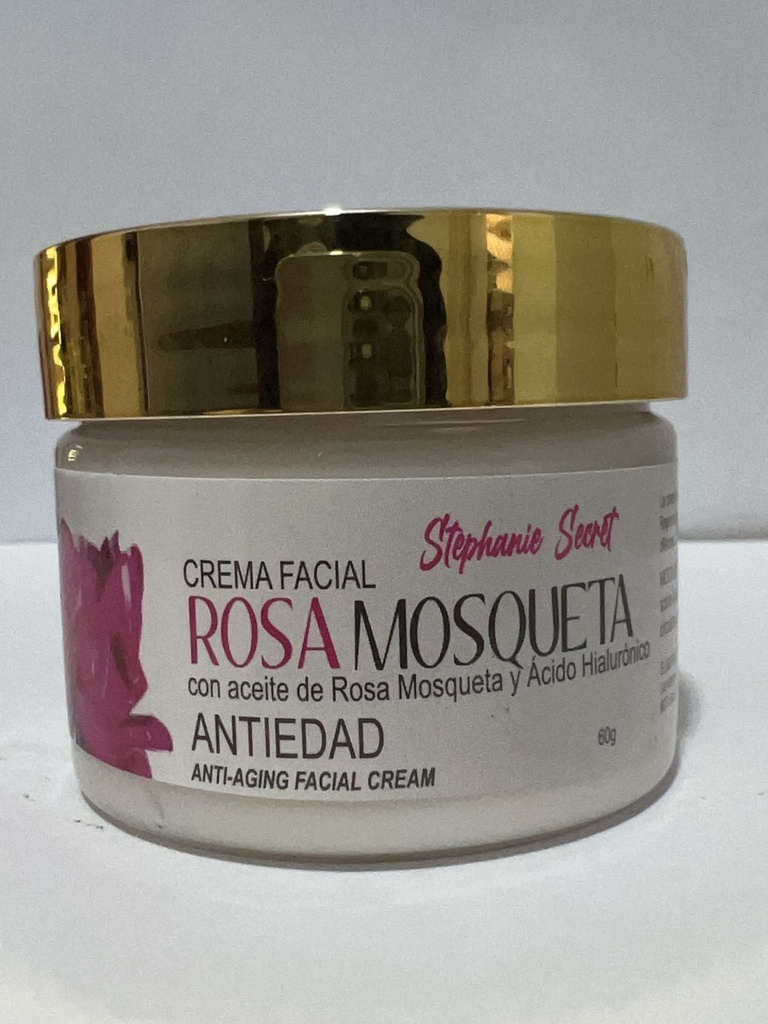 Stephanie Secret
CREMA FACIAL
ROSA MOSQUETA
con aceite de Rosa Mosqueta y Ácido Hialurónico
ANTIEDAD
60g
ANTI-AGING FACIAL CREAM